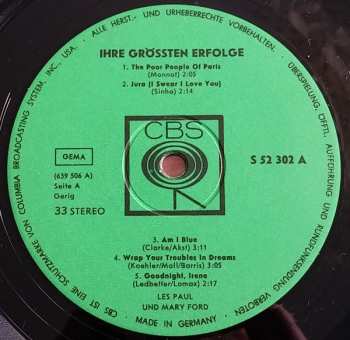 ALLE HERST.- UND URHEBERRECHTE VORBEHALTEN. - ÜBERSPIELUNG, ÖFFTL. AUFFÜHRUNG UND RUNDFUNKSENDUNG VERBOTEN
CBS IST EINE SCHUTZMARKE VON COLUMBIA BROADCASTING SYSTEM, INC., USA.
IHRE GRÖSSTEN ERFOLGE
1. The Poor People Of Paris
(Monnot) 3:05
2. Jura (I Swear I Love You)
(Sinha) 2:14
CBS
GEMA
S 52 302 A
(659 506 A)
Seite A
Gerig
33 STEREO
3. Am I Blue
(Clarke/Akst) 3:11
4. Wrap Your Troubles In Dreams
(Koehler/Moll/Barris) 3:05
5. Goodnight, Irene
(Ledbetter/Lomax) 2:17
LES PAUL
UND MARY FORD
MADE IN GERMANY